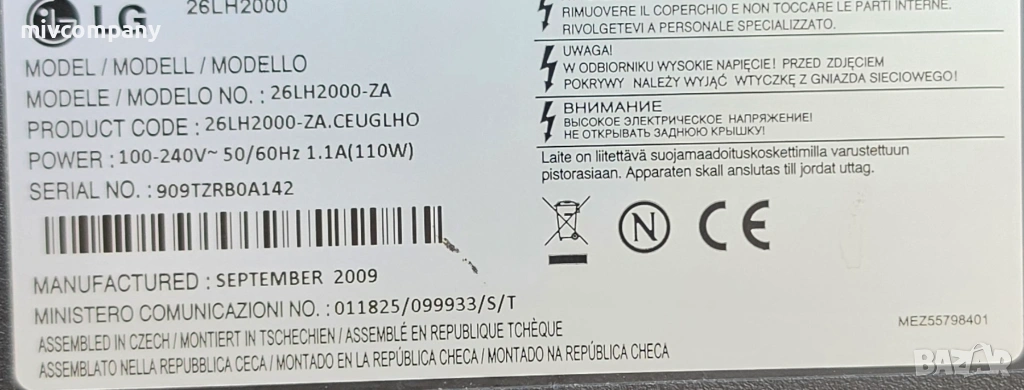 LG
26LH2000
mivcompany
MODEL / MODELL / MODELLO
MODELE / MODELO NO. : 26LH2000-ZA
PRODUCT CODE : 26LH2000-ZA.CEUGLHO
POWER : 100-240V~ 50/60Hz 1.1A(110W)
SERIAL NO. : 909TZRB0A142
MANUFACTURED : SEPTEMBER 2009
MINISTERO COMUNICAZIONI NO. : 011825/099933/S/T
ASSEMBLED IN CZECH / MONTIERT IN TSCHECHIEN / ASSEMBLÉ EN REPUBLIQUE TCHÈQUE
ASSEMBLATO NELLA REPUBBLICA CECA / MONTADO EN LA REPÚBLICA CHECA / MONTADO NA REPÚBLICA CHECA
RIMUOVERE IL COPERCHIO E NON TOCCARE LE PARTI INTERNE.
RIVOLGETEVI A PERSONALE SPECIALIZZATO.
UWAGA!
W ODBIORNIKU WYSOKIE NAPIĘCIE! PRZED ZDJĘCIEM
POKRYWY NALEŻY WYJĄĆ WTYCZKĘ Z GNIAZDA SIECIOWEGO!
ВНИМАНИЕ
ВЫСОКОЕ ЭЛЕКТРИЧЕСКОЕ НАПРЯЖЕНИЕ!
НЕ ОТКРЫВАТЬ ЗАДНЮЮ КРЫШКУ!
Laite on liitettävä suojamaadoituskoskettimilla varustettuun
pistorasiaan. Apparaten skall anslutas till jordat uttag.
N
CE
MEZ55798401
BAZAR